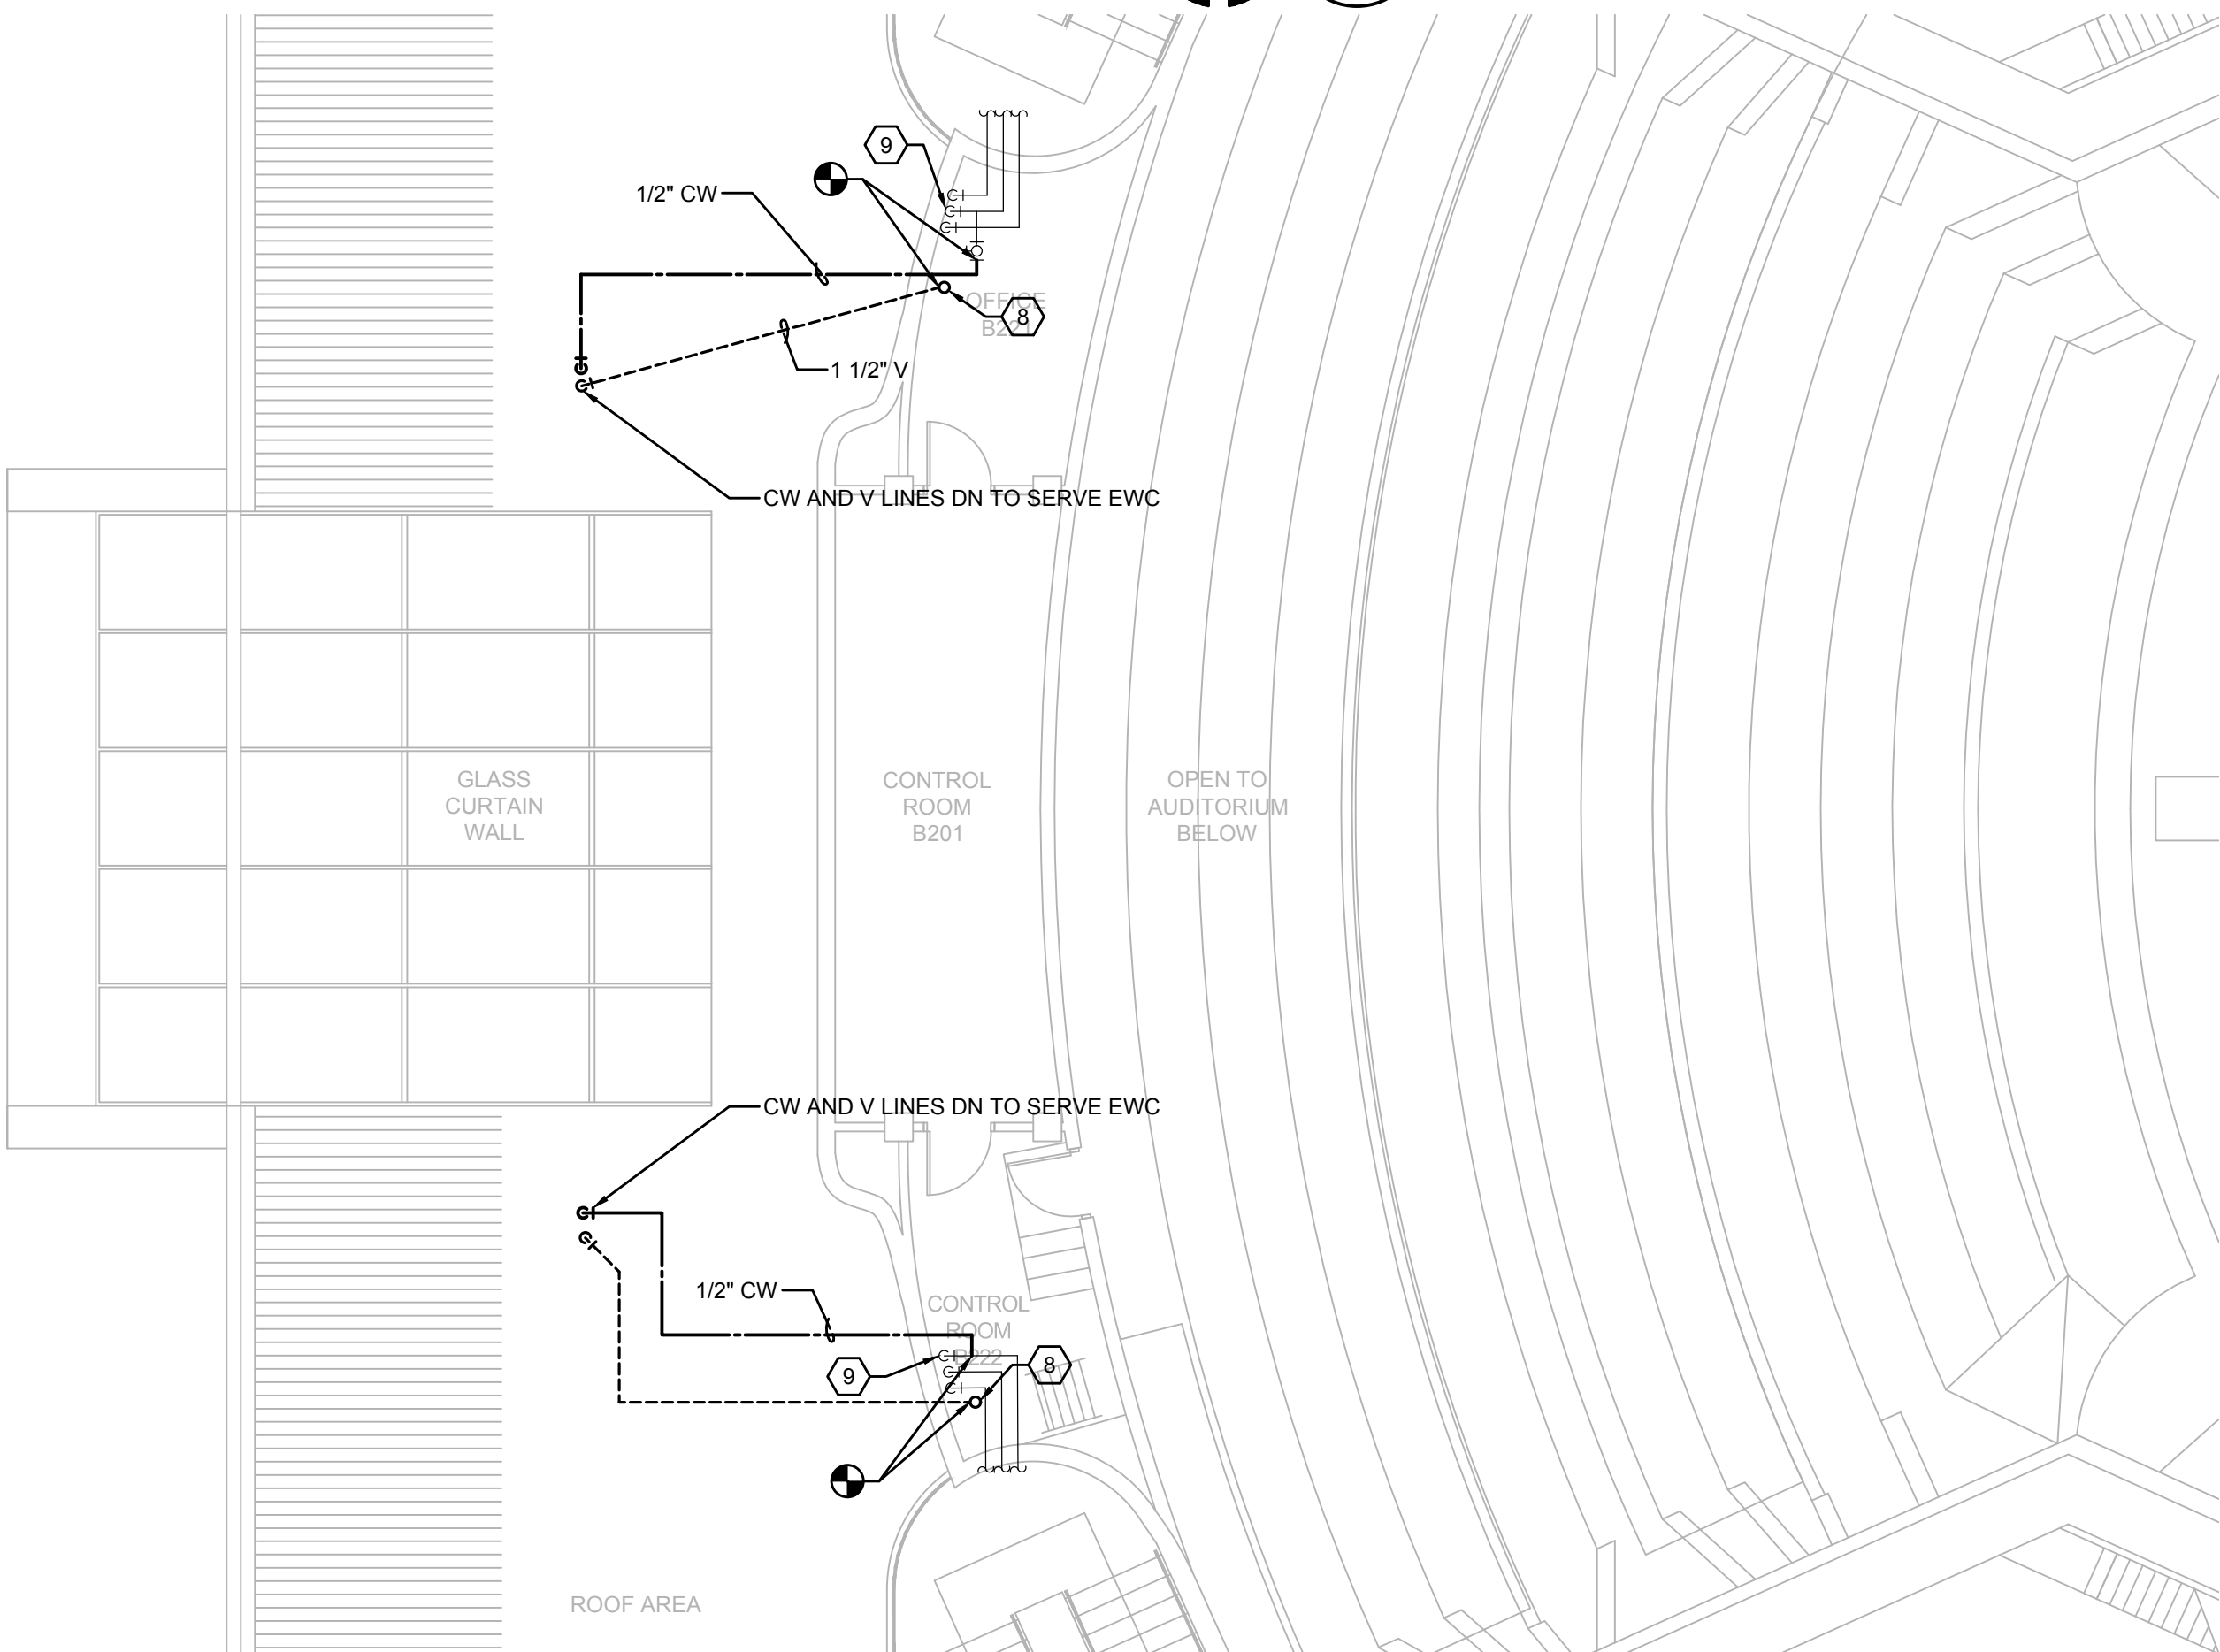 9
1/2" CW
OFFICE
B221
8
1 1/2" V
CW AND V LINES DN TO SERVE EWC
GLASS
CURTAIN
WALL
CONTROL
ROOM
B201
OPEN TO
AUDITORIUM
BELOW
CW AND V LINES DN TO SERVE EWC
1/2" CW
CONTROL
ROOM
B222
9
8
ROOF AREA